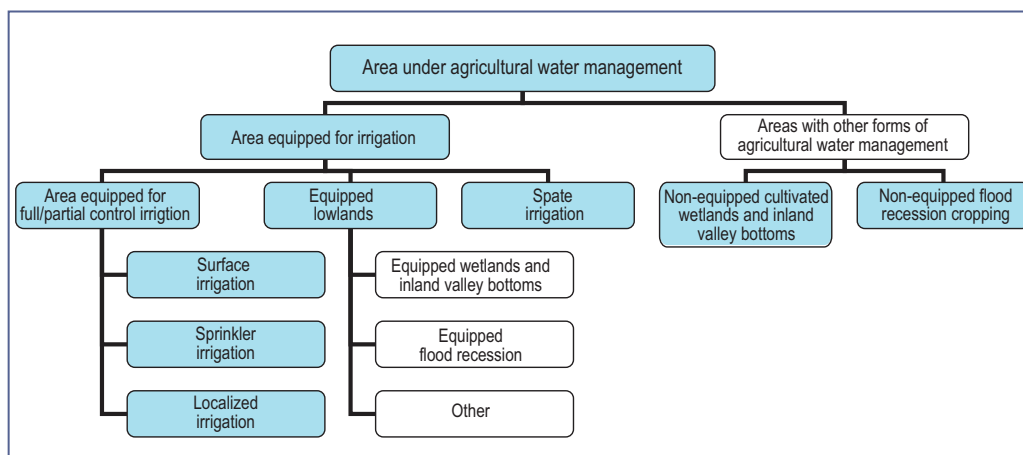 Area under agricultural water management
Area equipped for irrigation
Areas with other forms of
agricultural water management
Area equipped for
full/partial control irrigtion
Equipped
lowlands
Spate
irrigation
Non-equipped cultivated
wetlands and inland
valley bottoms
Non-equipped flood
recession cropping
Surface
irrigation
Equipped wetlands and
inland valley bottoms
Sprinkler
irrigation
Equipped
flood recession
Localized
irrigation
Other